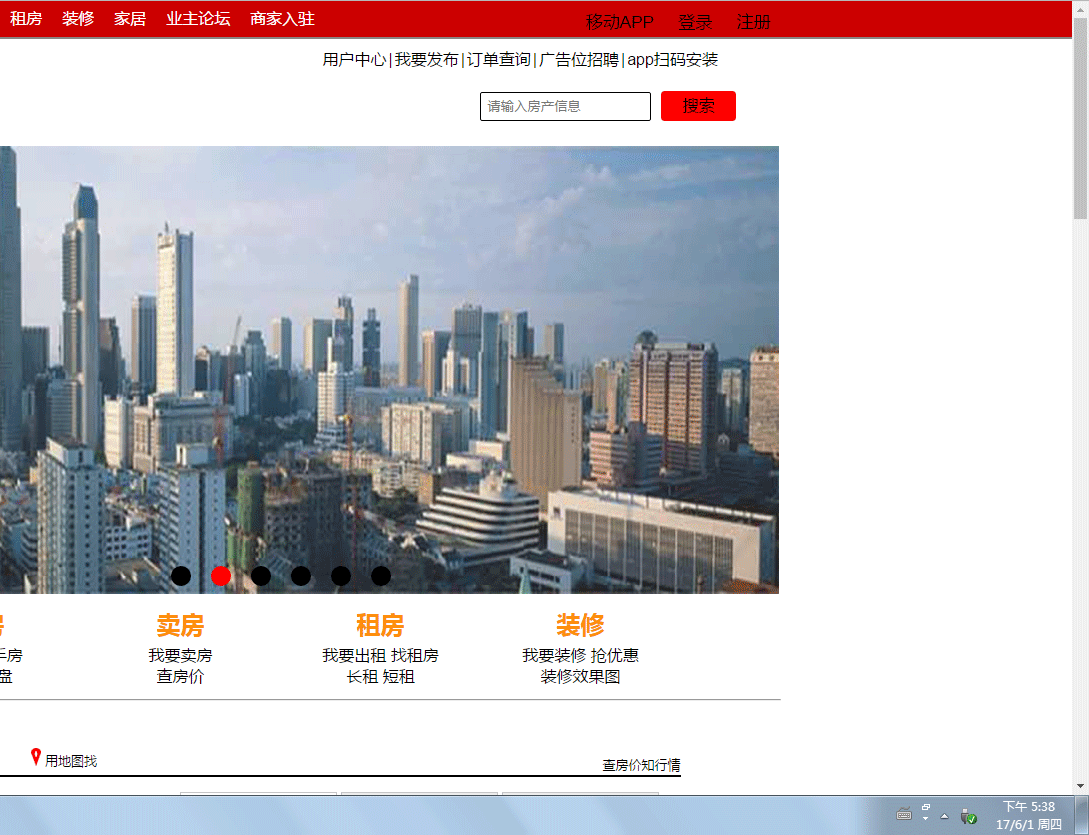 租房 装修 家居 业主论坛 商家入驻 移动APP 登录 注册
用户中心|我要发布|订单查询|广告位招聘|app扫码安装
请输入房产信息 搜索
卖房 租房 装修
手房 我要卖房 我要出租 找租房 我要装修 抢优惠
盘 查房价 长租 短租 装修效果图
用地图找 查房价知行情
下午 5:38
17/6/1 周四